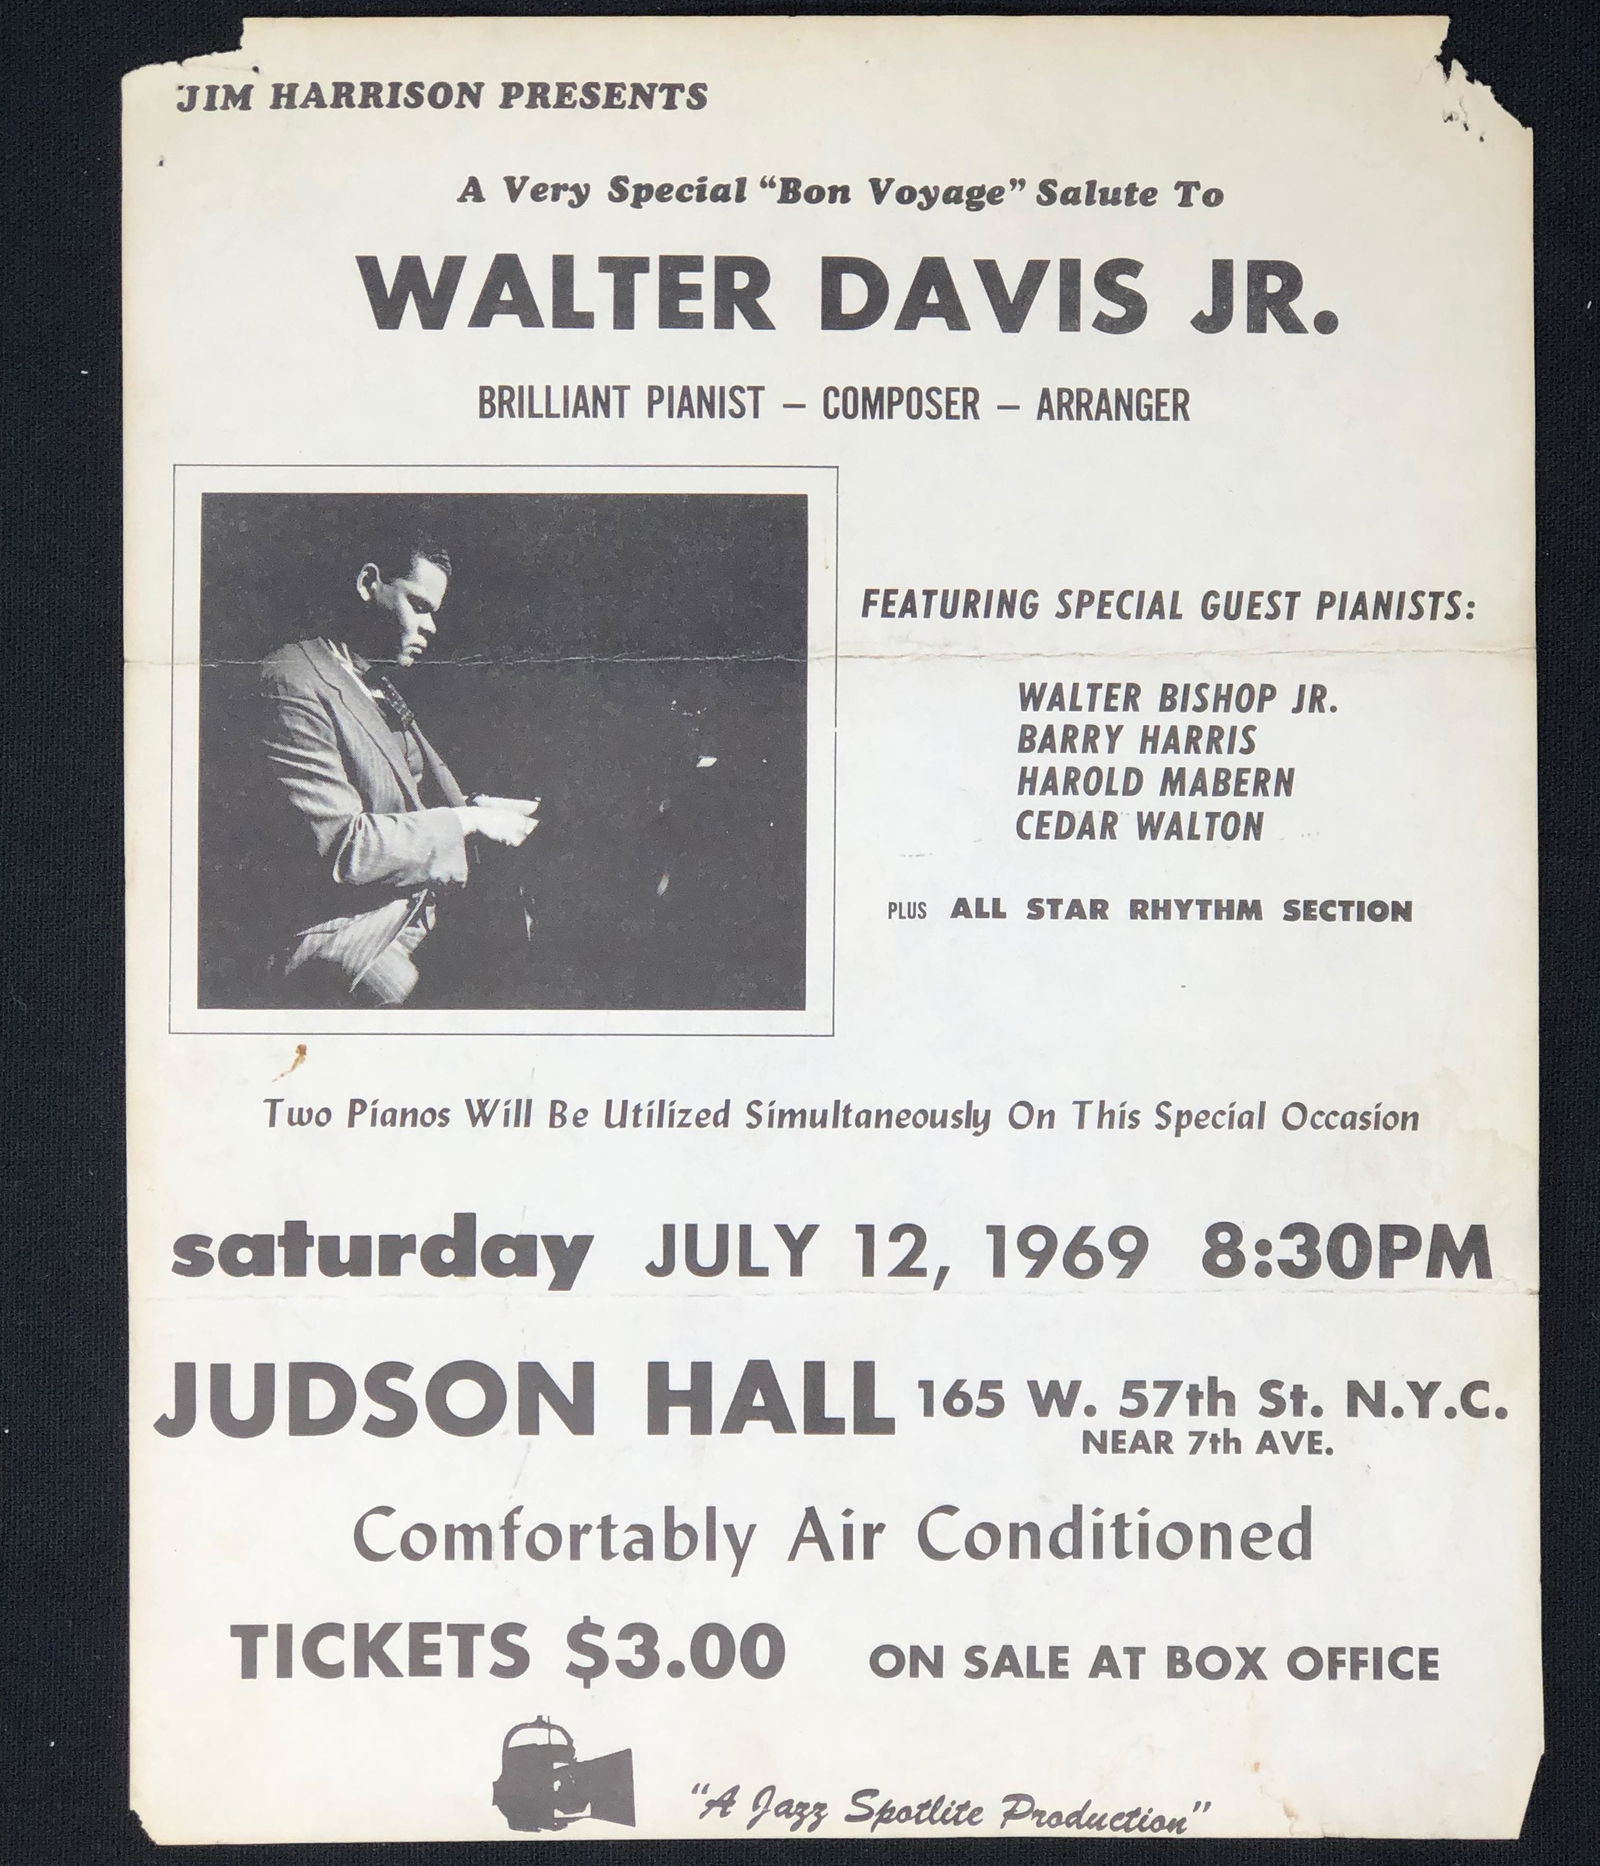 JIM HARRISON PRESENTS
A Very Special “Bon Voyage” Salute To
WALTER DAVIS JR.
BRILLIANT PIANIST – COMPOSER – ARRANGER
FEATURING SPECIAL GUEST PIANISTS:
WALTER BISHOP JR.
BARRY HARRIS
HAROLD MABERN
CEDAR WALTON
PLUS ALL STAR RHYTHM SECTION
Two Pianos Will Be Utilized Simultaneously On This Special Occasion
saturday JULY 12, 1969 8:30PM
JUDSON HALL 165 W. 57th St. N.Y.C.
NEAR 7th AVE.
Comfortably Air Conditioned
TICKETS $3.00 ON SALE AT BOX OFFICE
“A Jazz Spotlite Production”